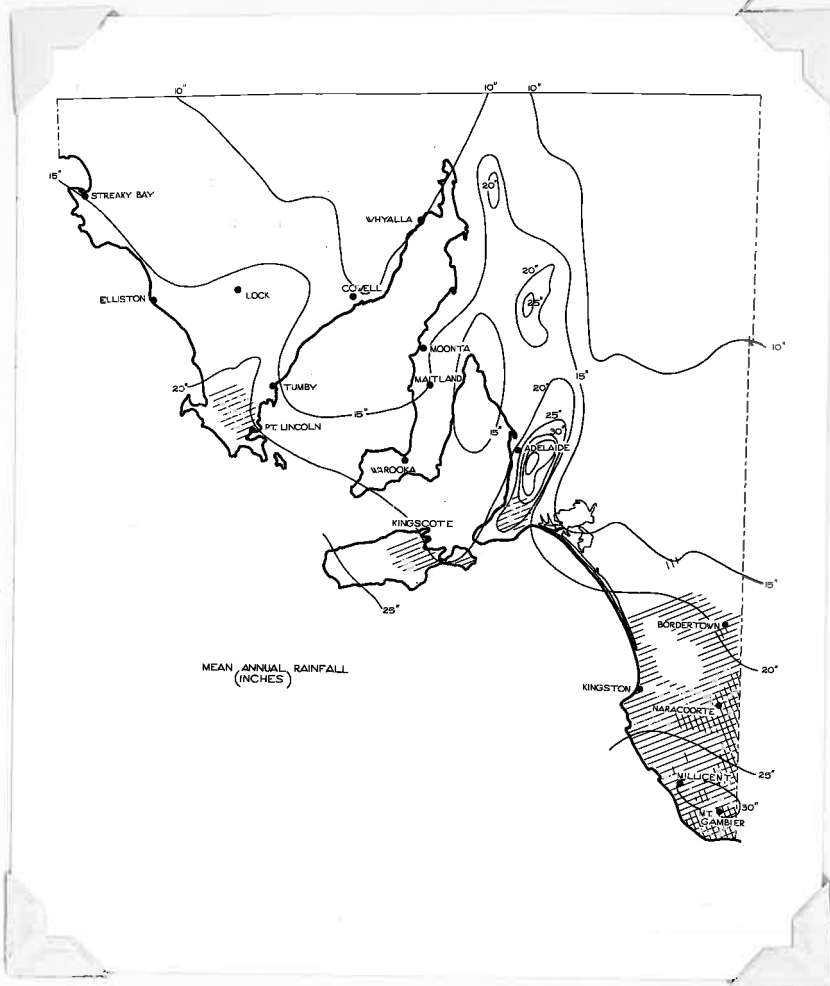 10"
10"
10"
15"
STREAKY BAY
20"
WHYALLA
ELLISTON
LOCK
COWELL
20"
25"
MOONTA
10"
20"
TUMBY
MAITLAND
20"
15"
15"
25"
30"
PT. LINCOLN
15"
ADELAIDE
WAROOKA
KINGSCOTE
15"
25"
BORDERTOWN
MEAN ANNUAL RAINFALL
(INCHES)
20"
KINGSTON
NARACOORTE
25"
MILLICENT
30"
MT.
GAMBIER